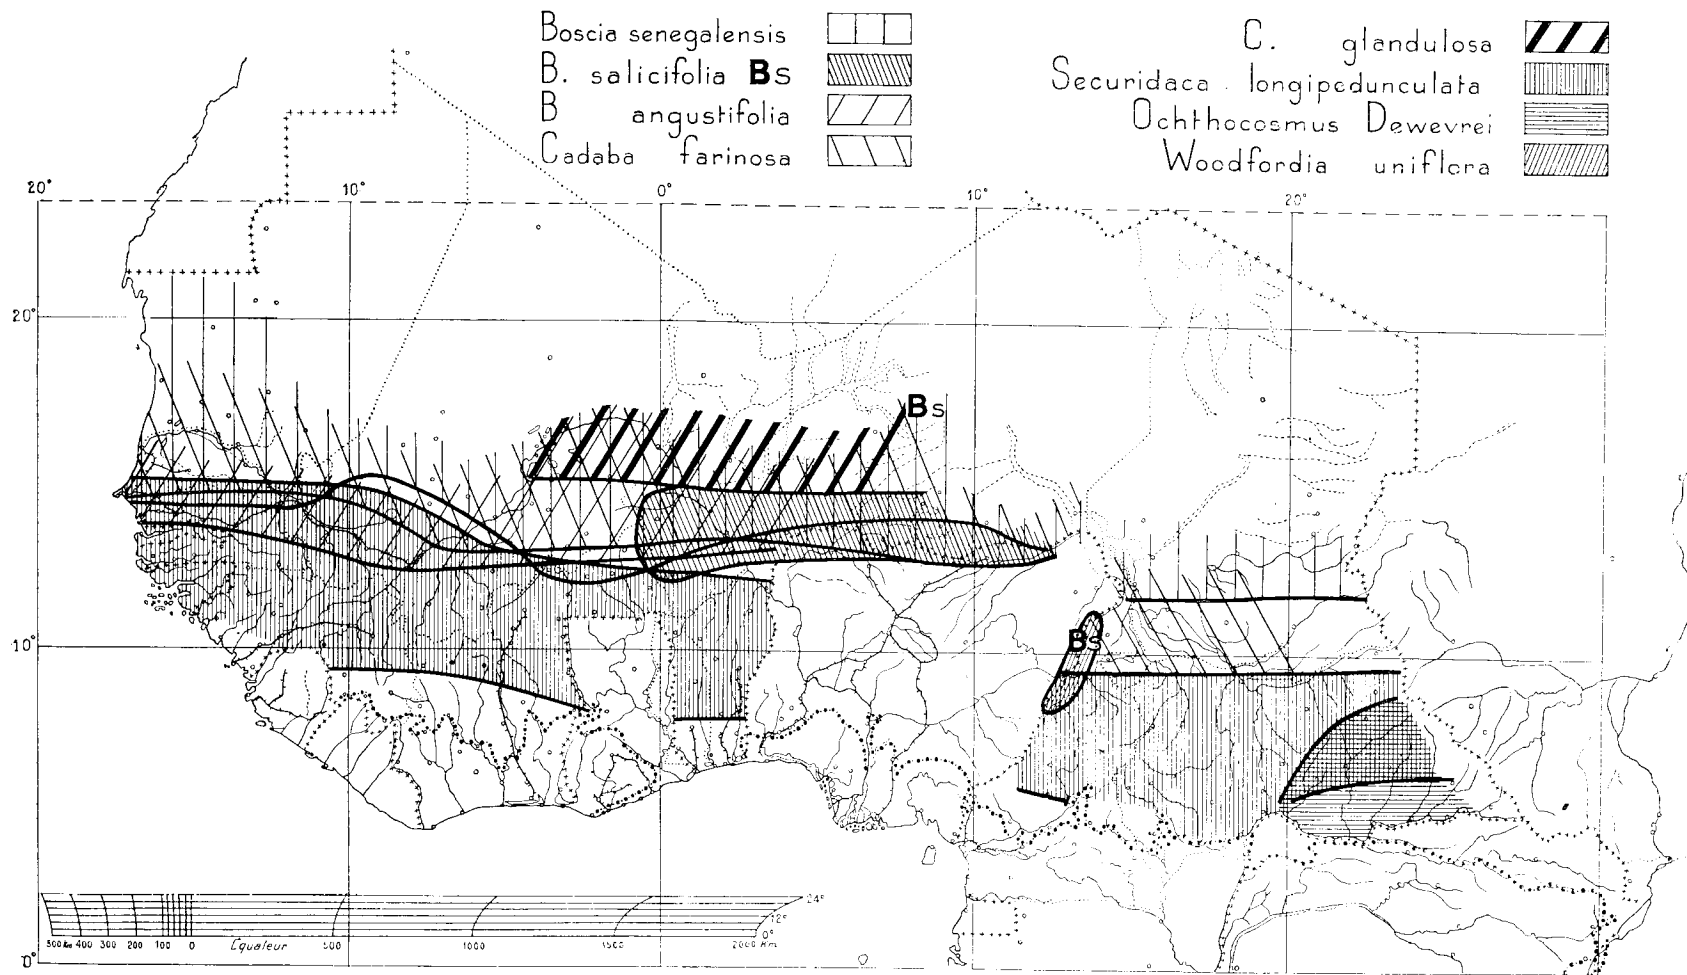 Boscia senegalensis
B. salicifolia Bs
B angustifolia
Cadaba farinosa
C. glandulosa
Securidaca . longipedunculata
Ochthocosmus Dewevrei
Woodfordia uniflora
20° 10° 0° 10° 20°
20°
Bs
10°
Bs
24°
12°
0°
500 km 400 300 200 100 0 Equateur 500 1000 1500 2000 Km
0°